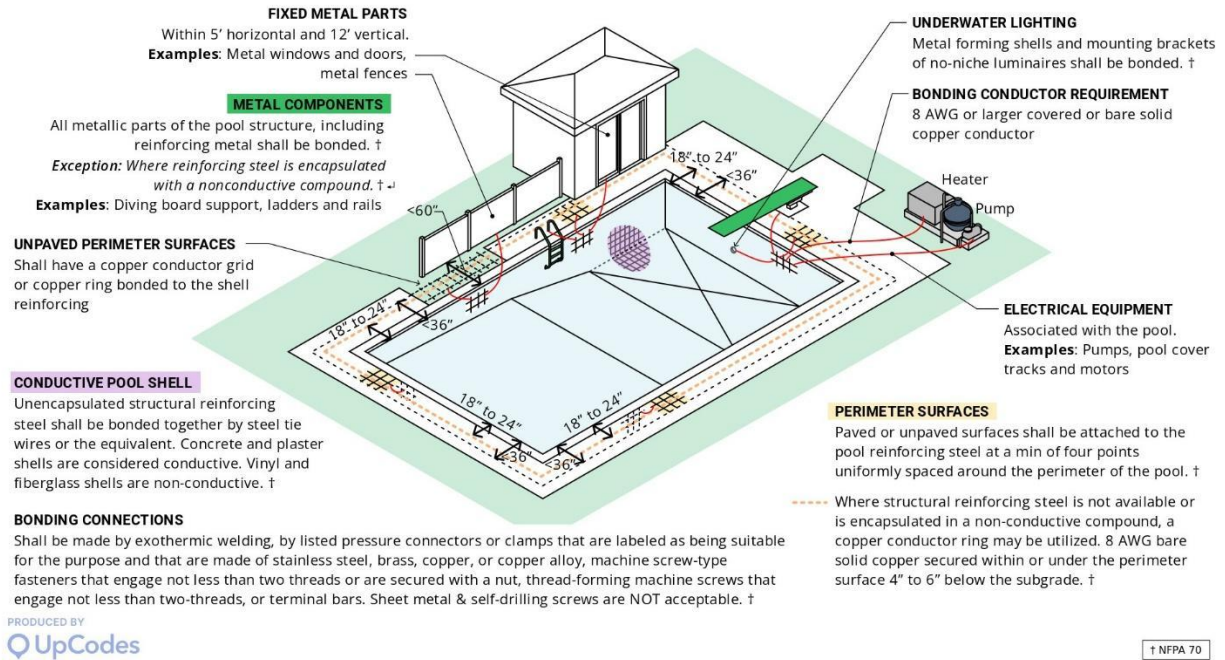 FIXED METAL PARTS
Within 5’ horizontal and 12’ vertical.
Examples: Metal windows and doors,
metal fences
METAL COMPONENTS
All metallic parts of the pool structure, including
reinforcing metal shall be bonded. †
Exception: Where reinforcing steel is encapsulated
with a nonconductive compound. † ↲
Examples: Diving board support, ladders and rails
UNPAVED PERIMETER SURFACES
Shall have a copper conductor grid
or copper ring bonded to the shell
reinforcing
CONDUCTIVE POOL SHELL
Unencapsulated structural reinforcing
steel shall be bonded together by steel tie
wires or the equivalent. Concrete and plaster
shells are considered conductive. Vinyl and
fiberglass shells are non-conductive. †
BONDING CONNECTIONS
Shall be made by exothermic welding, by listed pressure connectors or clamps that are labeled as being suitable
for the purpose and that are made of stainless steel, brass, copper, or copper alloy, machine screw-type
fasteners that engage not less than two threads or are secured with a nut, thread-forming machine screws that
engage not less than two-threads, or terminal bars. Sheet metal & self-drilling screws are NOT acceptable. †
PRODUCED BY
UpCodes
<60”
18” to 24”
<36”
18” to 24”
<36”
18” to 24”
<36”
18” to 24”
<36”
Heater
Pump
UNDERWATER LIGHTING
Metal forming shells and mounting brackets
of no-niche luminaires shall be bonded. †
BONDING CONDUCTOR REQUIREMENT
8 AWG or larger covered or bare solid
copper conductor
ELECTRICAL EQUIPMENT
Associated with the pool.
Examples: Pumps, pool cover
tracks and motors
PERIMETER SURFACES
Paved or unpaved surfaces shall be attached to the
pool reinforcing steel at a min of four points
uniformly spaced around the perimeter of the pool. †
Where structural reinforcing steel is not available or
is encapsulated in a non-conductive compound, a
copper conductor ring may be utilized. 8 AWG bare
solid copper secured within or under the perimeter
surface 4” to 6” below the subgrade. †
† NFPA 70